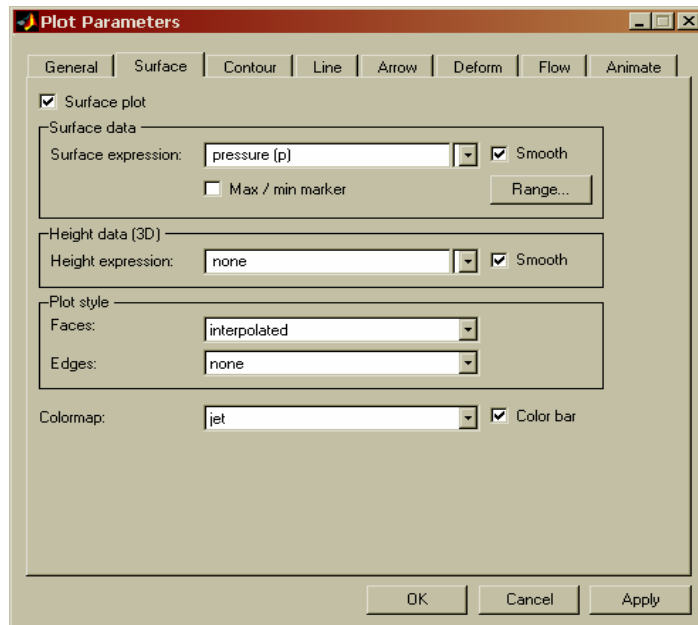 Plot Parameters
General Surface Contour Line Arrow Deform Flow Animate
Surface plot
Surface data
Surface expression: pressure (p) Smooth
Max / min marker Range...
Height data (3D)
Height expression: none Smooth
Plot style
Faces: interpolated
Edges: none
Colormap: jet Color bar
OK Cancel Apply